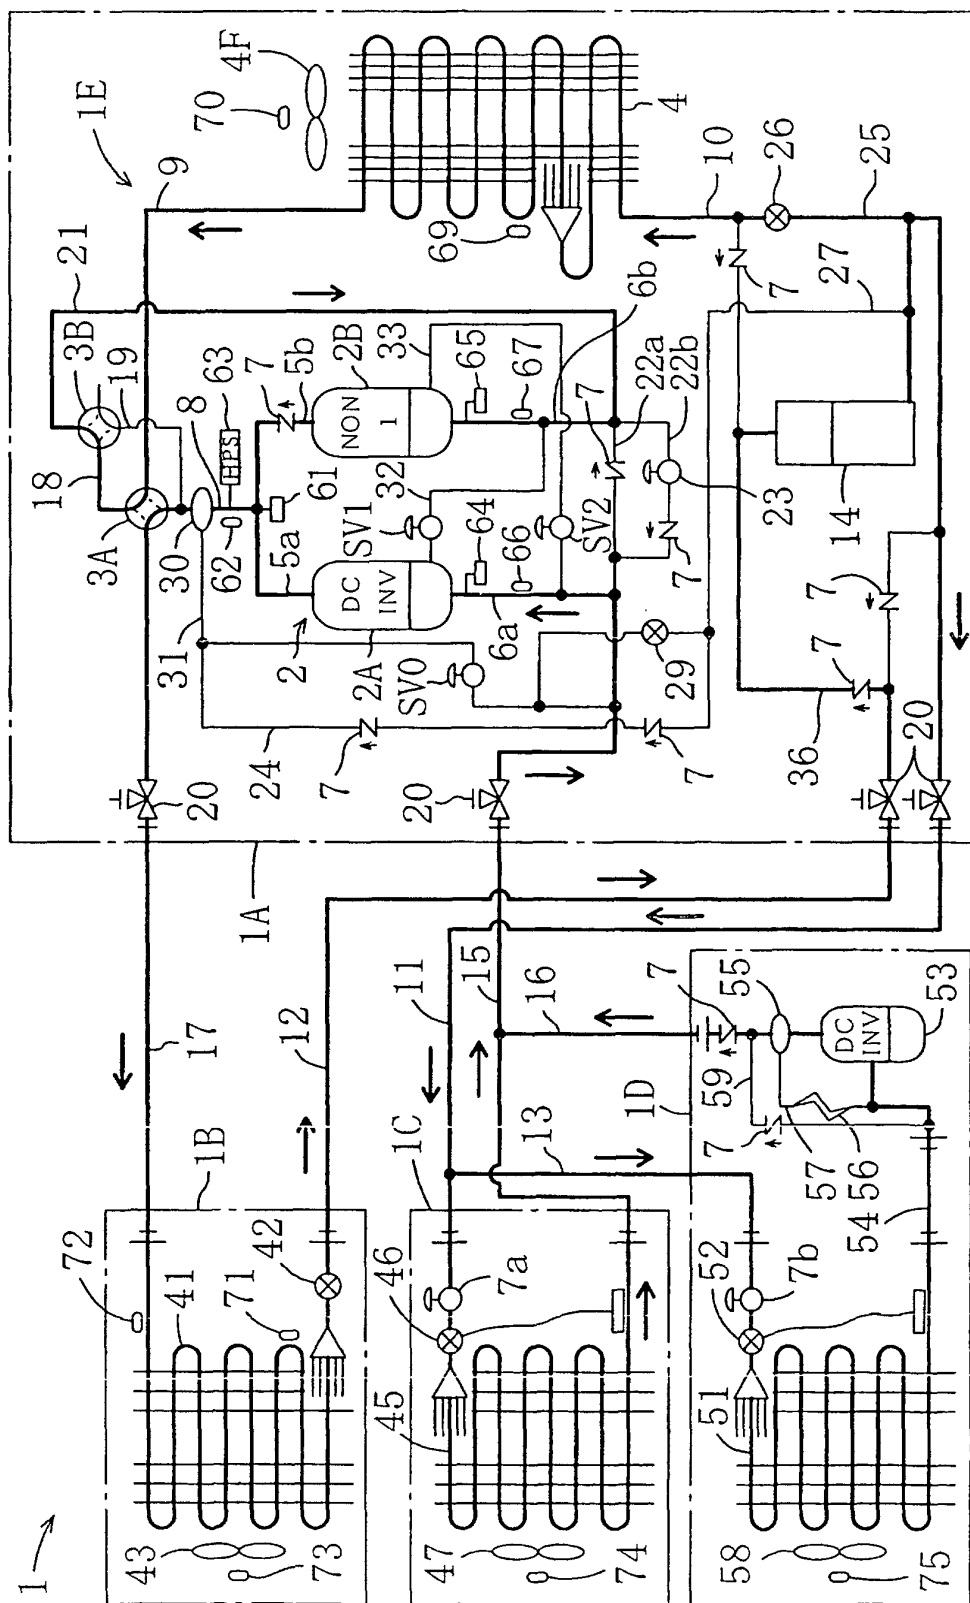 1
72
1E
3B
19
18
3A
21
9
70
4F
43
41
17
31
30
62
8
HPS
63
1B
20
24
SV0
2
5a
7
5b
73
71
42
12
1A
7
2A
DC
INV
61
SV1
32
NON
1
2B
33
69
47
45
46
11
20
6a
66
64
65
67
6b
4
74
1C
7a
15
16
SV2
7
22a
22b
13
29
7
7
23
10
58
51
52
1D
59
7
55
36
7
7
14
7
26
27
25
75
7b
54
56
57
7
DC
INV
53
20